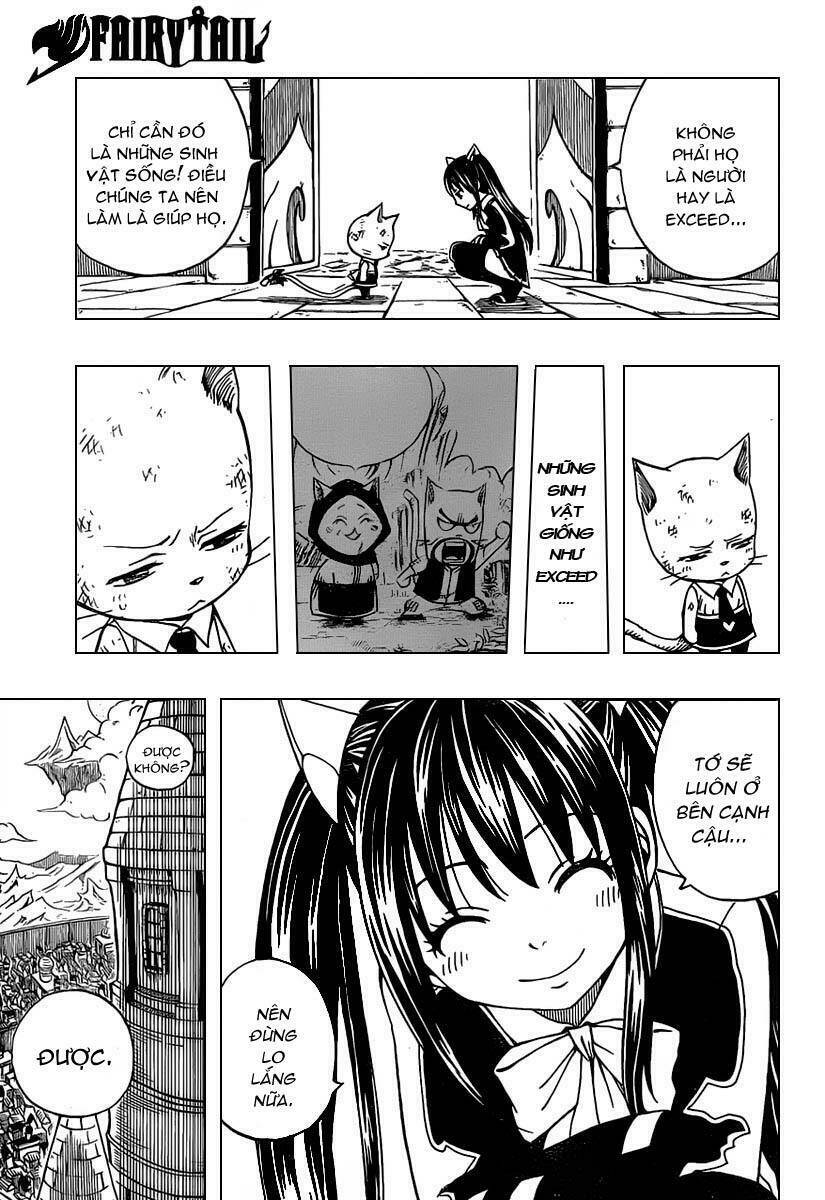 FAIRY TAIL
KHÔNG
PHẢI HỌ
LÀ NGƯỜI
HAY LÀ
EXCEED...
CHỈ CẦN ĐÓ
LÀ NHỮNG SINH
VẬT SỐNG! ĐIỀU
CHÚNG TA NÊN
LÀM LÀ GIÚP HỌ.
NHỮNG
SINH
VẬT
GIỐNG
NHƯ
EXCEED
....
TỚ SẼ
LUÔN Ở
BÊN CẠNH
CẬU...
NÊN
ĐỪNG
LO
LẮNG
NỮA.
ĐƯỢC
KHÔNG?
ĐƯỢC.